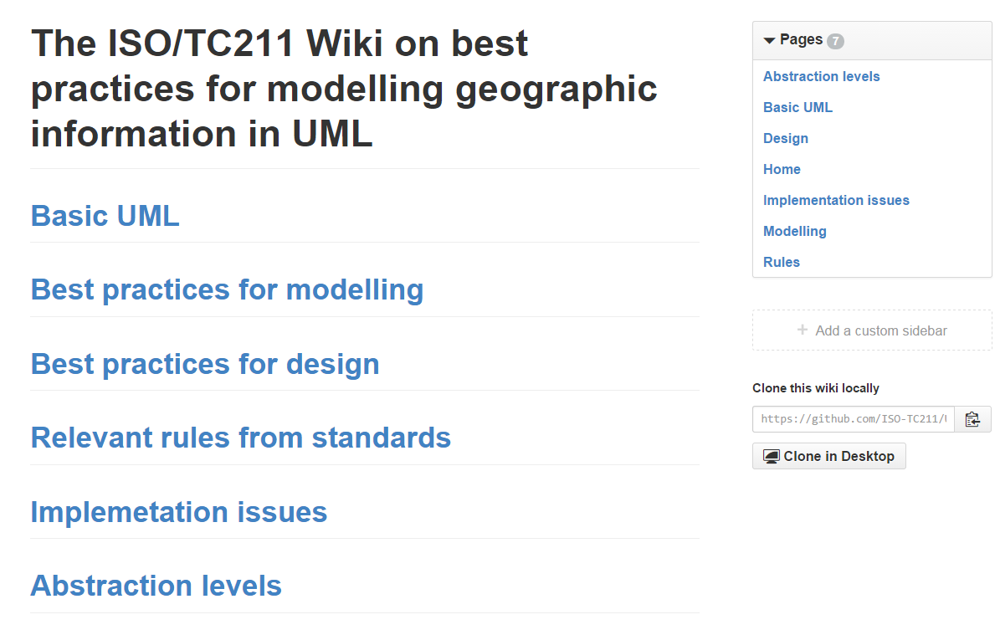 The ISO/TC211 Wiki on best
practices for modelling geographic
information in UML
Basic UML
Best practices for modelling
Best practices for design
Relevant rules from standards
Implemetation issues
Abstraction levels
Pages 7
Abstraction levels
Basic UML
Design
Home
Implementation issues
Modelling
Rules
+ Add a custom sidebar
Clone this wiki locally
https://github.com/ISO-TC211/
Clone in Desktop